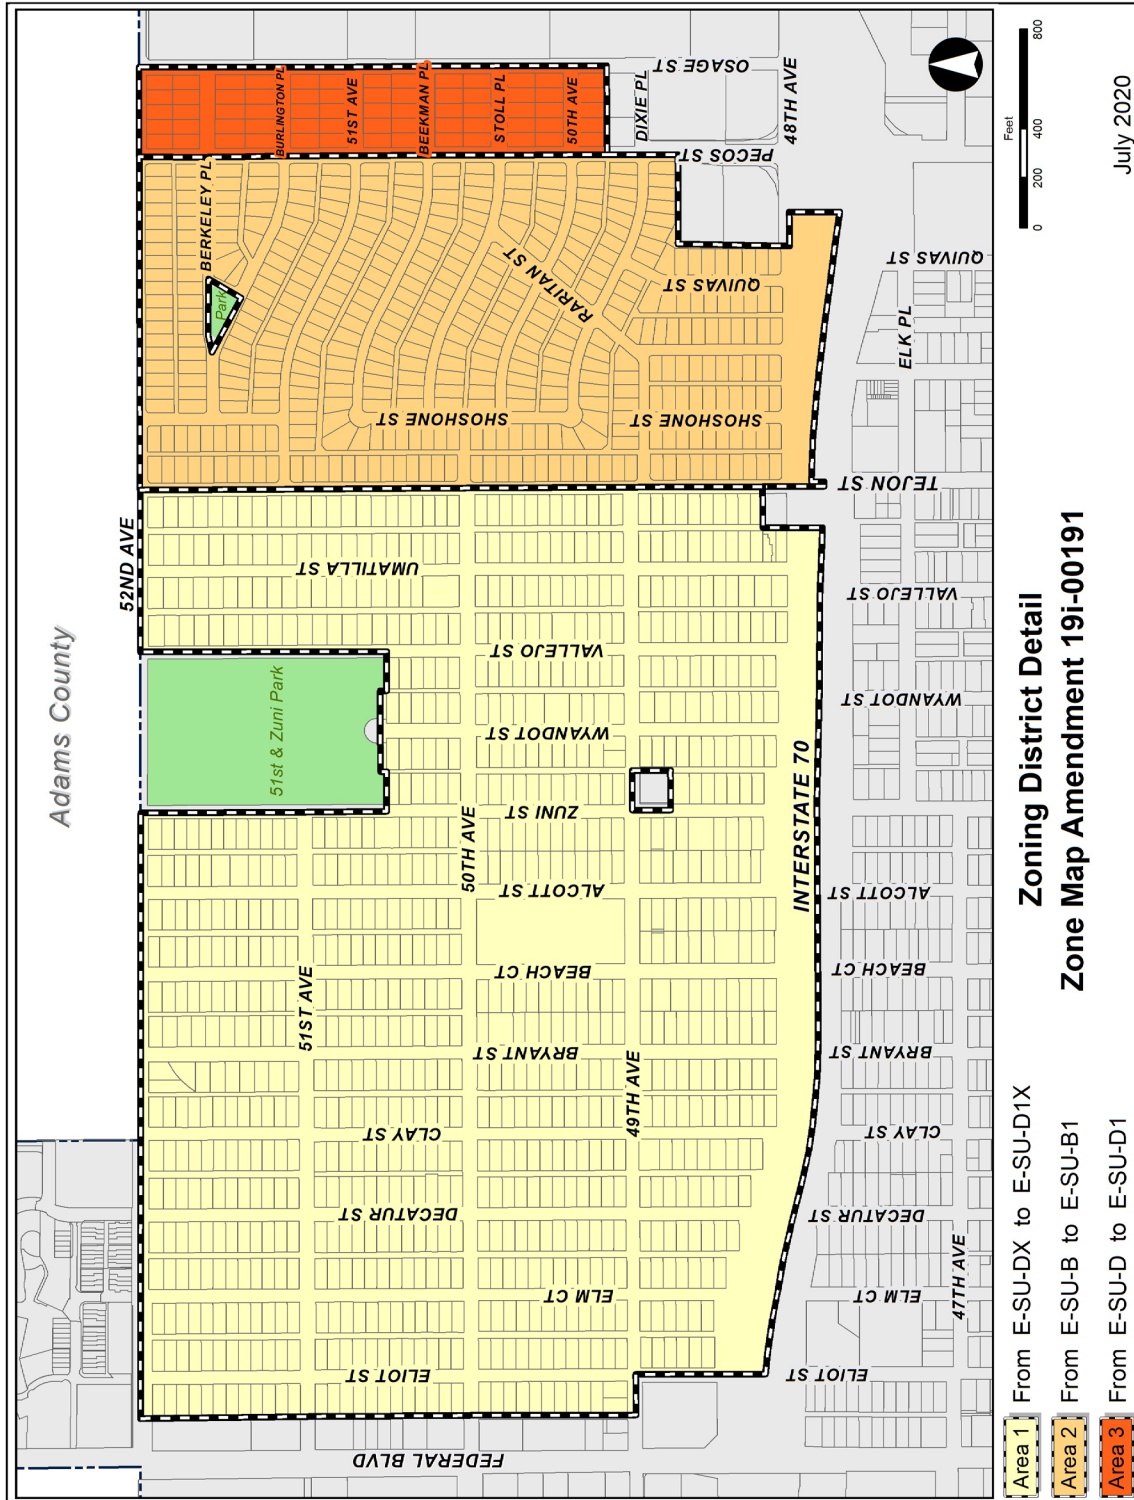 Adams County
52ND AVE
51st & Zuni Park
Park
BERKELEY PL
BURLINGTON PL
51ST AVE
BEEKMAN PL
STOLL PL
50TH AVE
DIXIE PL
OSAGE ST
48TH AVE
PECOS ST
RARITAN ST
QUIVAS ST
QUIVAS ST
ELK PL
SHOSHONE ST
SHOSHONE ST
TEJON ST
UMATILLA ST
VALLEJO ST
VALLEJO ST
WYANDOT ST
WYANDOT ST
ZUNI ST
50TH AVE
INTERSTATE 70
ALCOTT ST
ALCOTT ST
BEACH CT
BEACH CT
51ST AVE
BRYANT ST
BRYANT ST
49TH AVE
CLAY ST
CLAY ST
DECATUR ST
DECATUR ST
ELM CT
ELM CT
47TH AVE
ELIOT ST
ELIOT ST
FEDERAL BLVD
Area 1 From E-SU-DX to E-SU-D1X
Area 2 From E-SU-B to E-SU-B1
Area 3 From E-SU-D to E-SU-D1
Zoning District Detail
Zone Map Amendment 19i-00191
Feet
0 200 400 800
July 2020